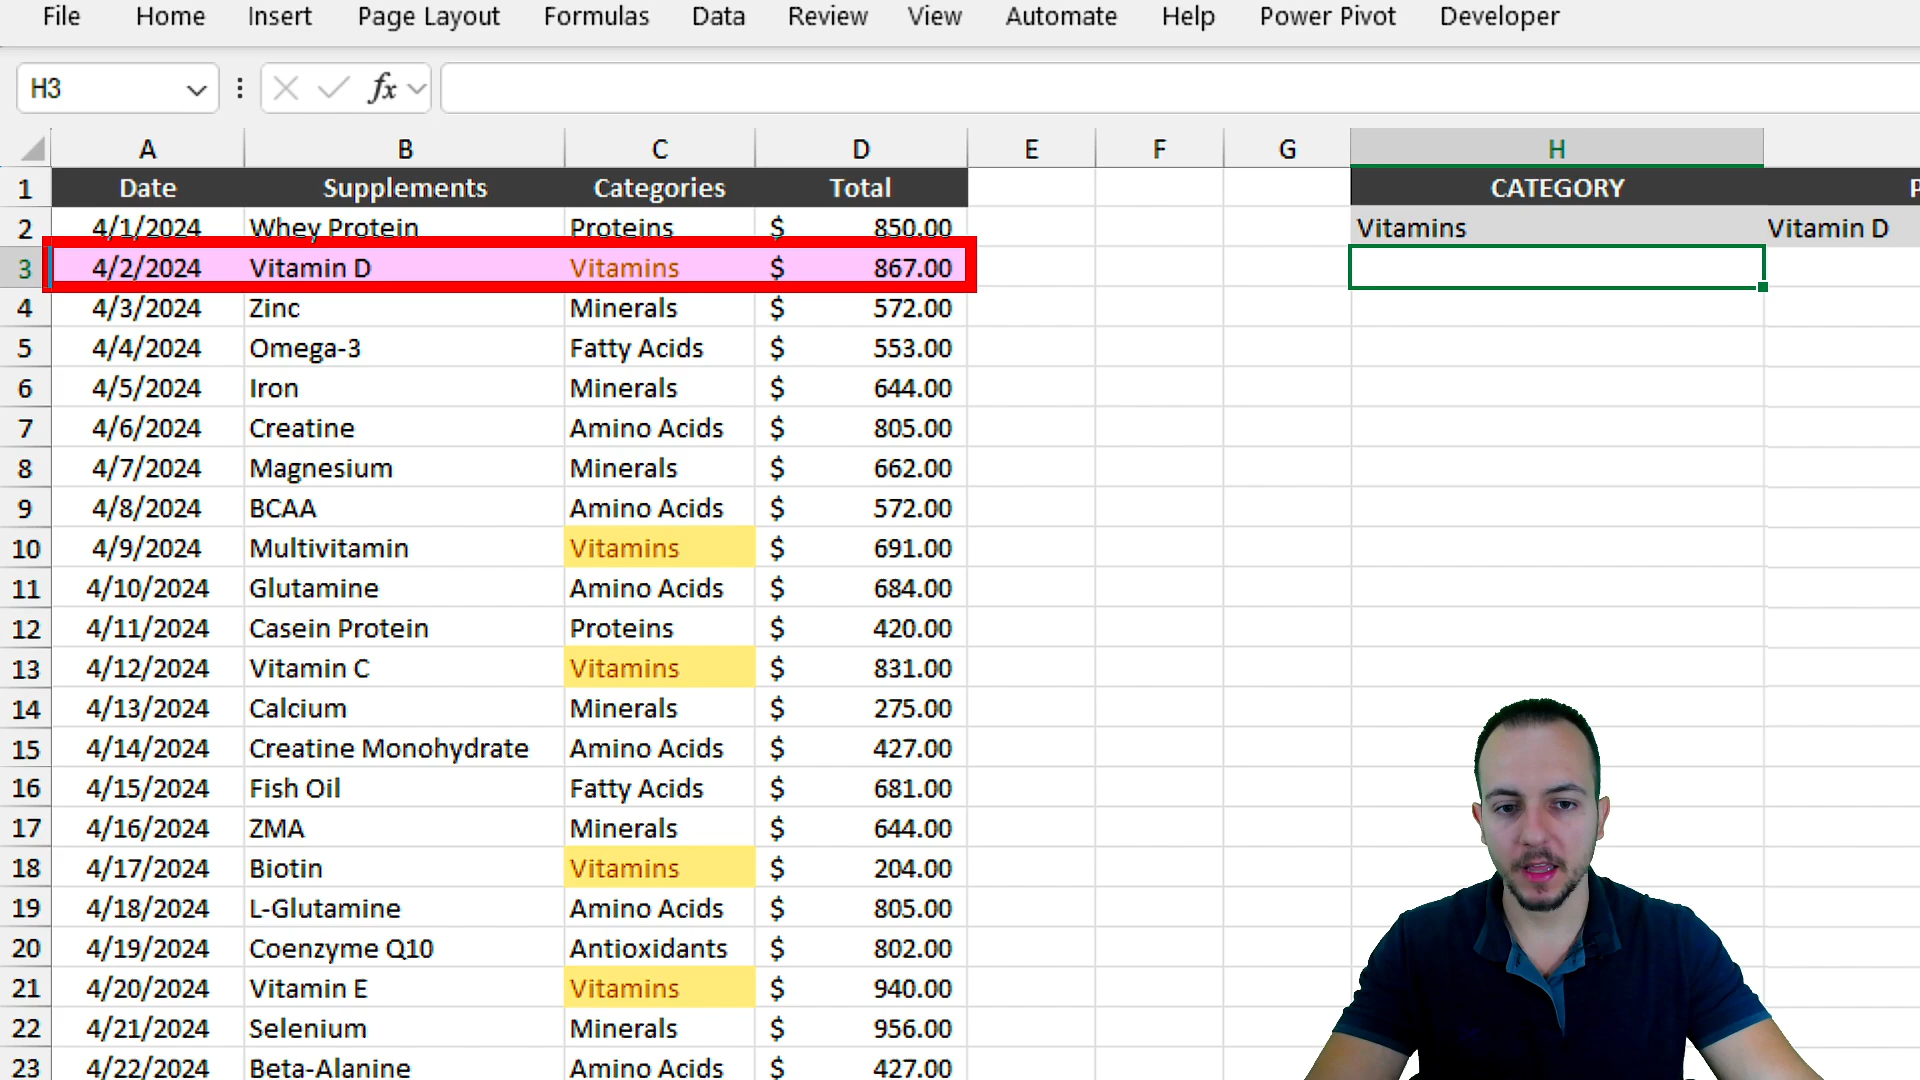 File Home Insert Page Layout Formulas Data Review View Automate Help Power Pivot Developer
H3 fx
A B C D E F G H
1 Date Supplements Categories Total CATEGORY
2 4/1/2024 Whey Protein Proteins $ 850.00 Vitamins Vitamin D
3 4/2/2024 Vitamin D Vitamins $ 867.00
4 4/3/2024 Zinc Minerals $ 572.00
5 4/4/2024 Omega-3 Fatty Acids $ 553.00
6 4/5/2024 Iron Minerals $ 644.00
7 4/6/2024 Creatine Amino Acids $ 805.00
8 4/7/2024 Magnesium Minerals $ 662.00
9 4/8/2024 BCAA Amino Acids $ 572.00
10 4/9/2024 Multivitamin Vitamins $ 691.00
11 4/10/2024 Glutamine Amino Acids $ 684.00
12 4/11/2024 Casein Protein Proteins $ 420.00
13 4/12/2024 Vitamin C Vitamins $ 831.00
14 4/13/2024 Calcium Minerals $ 275.00
15 4/14/2024 Creatine Monohydrate Amino Acids $ 427.00
16 4/15/2024 Fish Oil Fatty Acids $ 681.00
17 4/16/2024 ZMA Minerals $ 644.00
18 4/17/2024 Biotin Vitamins $ 204.00
19 4/18/2024 L-Glutamine Amino Acids $ 805.00
20 4/19/2024 Coenzyme Q10 Antioxidants $ 802.00
21 4/20/2024 Vitamin E Vitamins $ 940.00
22 4/21/2024 Selenium Minerals $ 956.00
23 4/22/2024 Beta-Alanine Amino Acids $ 427.00